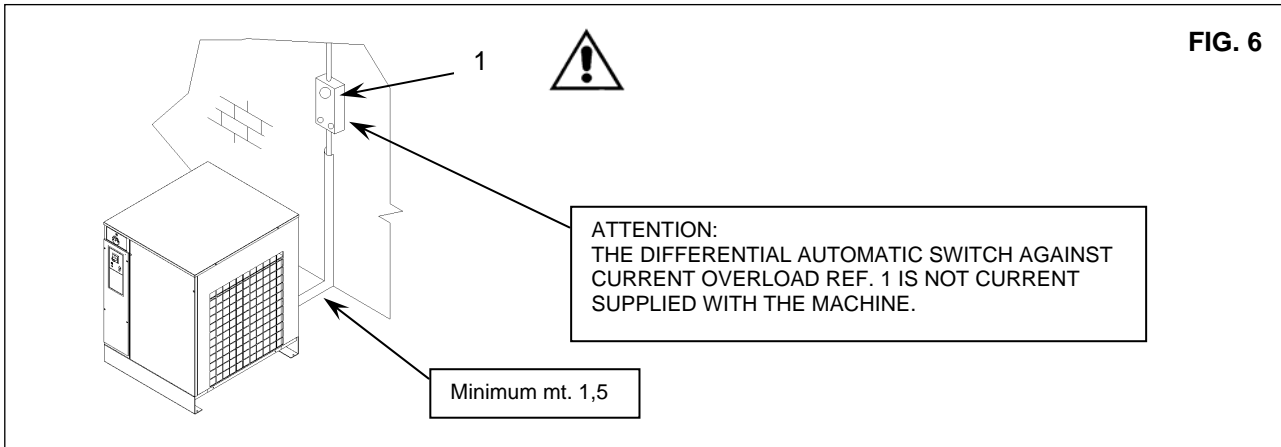 FIG. 6
1
ATTENTION:
THE DIFFERENTIAL AUTOMATIC SWITCH AGAINST
CURRENT OVERLOAD REF. 1 IS NOT CURRENT
SUPPLIED WITH THE MACHINE.
Minimum mt. 1,5